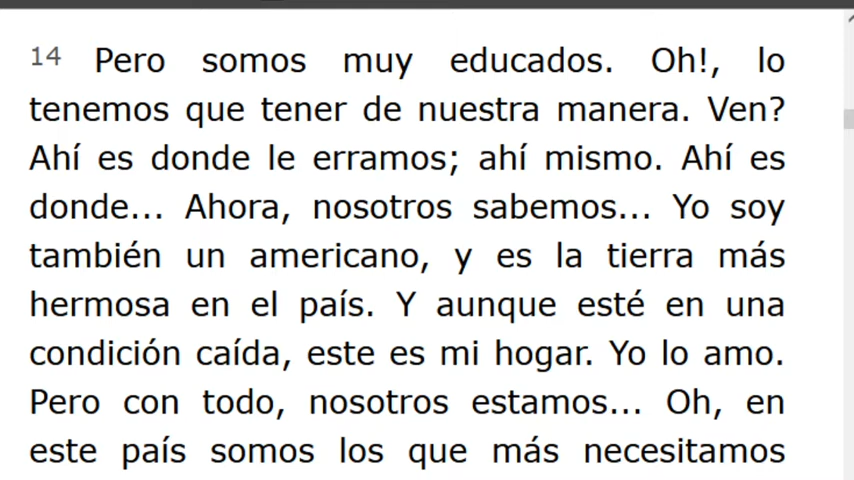 14 Pero somos muy educados. Oh!, lo
tenemos que tener de nuestra manera. Ven?
Ahí es donde le erramos; ahí mismo. Ahí es
donde... Ahora, nosotros sabemos... Yo soy
también un americano, y es la tierra más
hermosa en el país. Y aunque esté en una
condición caída, este es mi hogar. Yo lo amo.
Pero con todo, nosotros estamos... Oh, en
este país somos los que más necesitamos